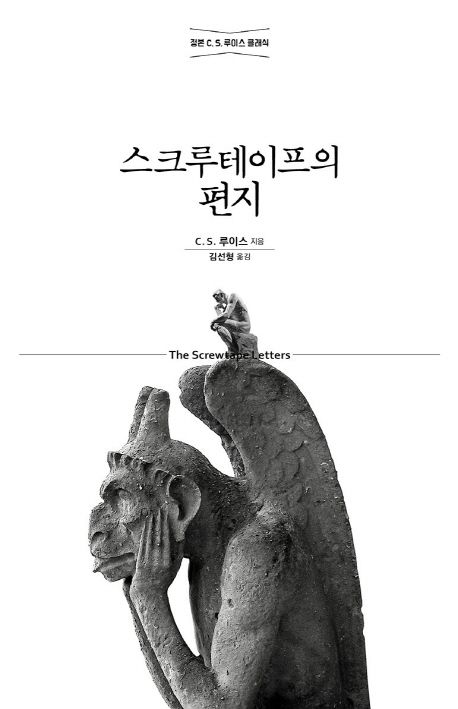 정본 C. S. 루이스 클래식
스크루테이프의
편지
C. S. 루이스 지음
김선형 옮김
The Screwtape Letters